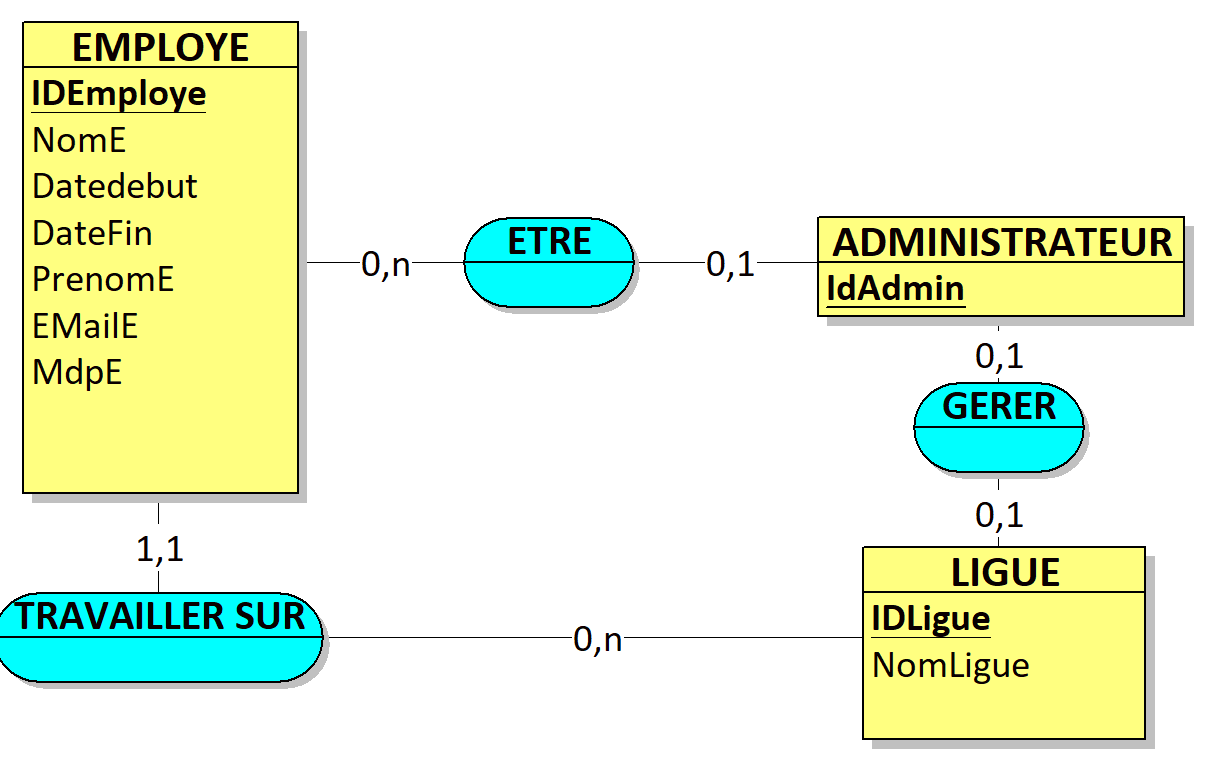 EMPLOYE
IDEmploye
NomE
Datedebut
DateFin
PrenomE
EMailE
MdpE
0,n
ETRE
0,1
ADMINISTRATEUR
IdAdmin
0,1
GERER
0,1
1,1
TRAVAILLER SUR
0,n
LIGUE
IDLigue
NomLigue